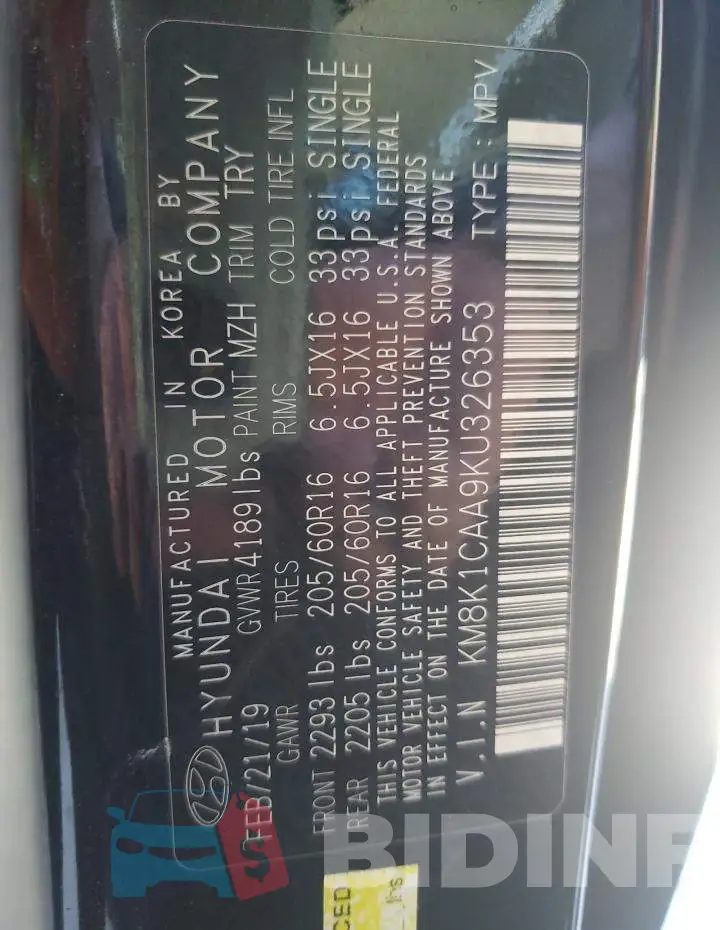 MANUFACTURED IN KOREA BY
HYUNDAI MOTOR COMPANY
FEB/21/19 GVWR 4189 lbs PAINT MZH TRIM TRY
GAWR TIRES RIMS COLD TIRE INFL
FRONT 2293 lbs 205/60R16 6.5JX16 33 psi SINGLE
REAR 2205 lbs 205/60R16 6.5JX16 33 psi SINGLE
THIS VEHICLE CONFORMS TO ALL APPLICABLE U.S.A. FEDERAL
MOTOR VEHICLE SAFETY AND THEFT PREVENTION STANDARDS
IN EFFECT ON THE DATE OF MANUFACTURE SHOWN ABOVE
V.I.N KM8K1CAA9KU326353 TYPE : MPV
CED
lbs
$
BIDINF